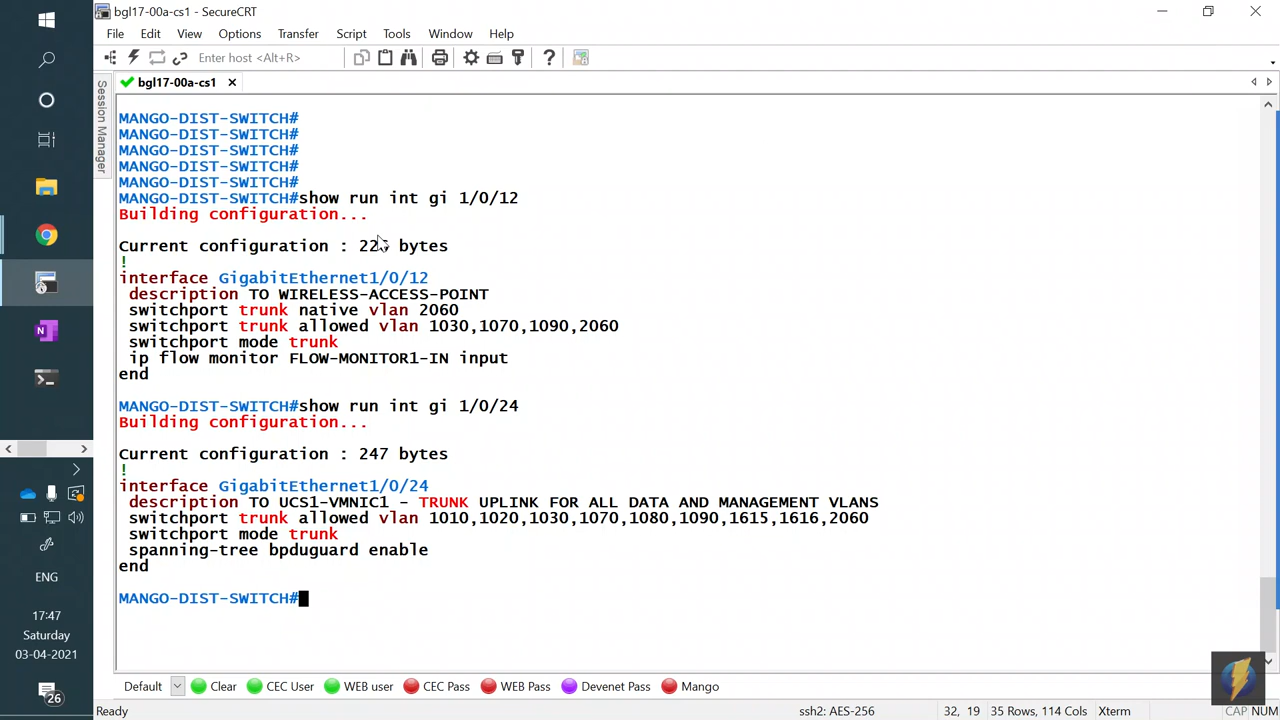 bgl17-00a-cs1 - SecureCRT
File Edit View Options Transfer Script Tools Window Help
Enter host <Alt+R>
bgl17-00a-cs1
Session Manager
MANGO-DIST-SWITCH#
MANGO-DIST-SWITCH#
MANGO-DIST-SWITCH#
MANGO-DIST-SWITCH#
MANGO-DIST-SWITCH#
MANGO-DIST-SWITCH#show run int gi 1/0/12
Building configuration...
Current configuration : bytes
!
interface GigabitEthernet1/0/12
description TO WIRELESS-ACCESS-POINT
switchport trunk native vlan 2060
switchport trunk allowed vlan 1030,1070,1090,2060
switchport mode trunk
ip flow monitor FLOW-MONITOR1-IN input
end
MANGO-DIST-SWITCH#show run int gi 1/0/24
Building configuration...
Current configuration : 247 bytes
!
interface GigabitEthernet1/0/24
description TO UCS1-VMNIC1 - TRUNK UPLINK FOR ALL DATA AND MANAGEMENT VLANS
switchport trunk allowed vlan 1010,1020,1030,1070,1080,1090,1615,1616,2060
switchport mode trunk
spanning-tree bpduguard enable
end
MANGO-DIST-SWITCH#
Default Clear CEC User WEB user CEC Pass WEB Pass Devenet Pass Mango
Ready ssh2: AES-256 32, 19 35 Rows, 114 Cols Xterm CAP NUM
ENG
17:47
Saturday
03-04-2021
26